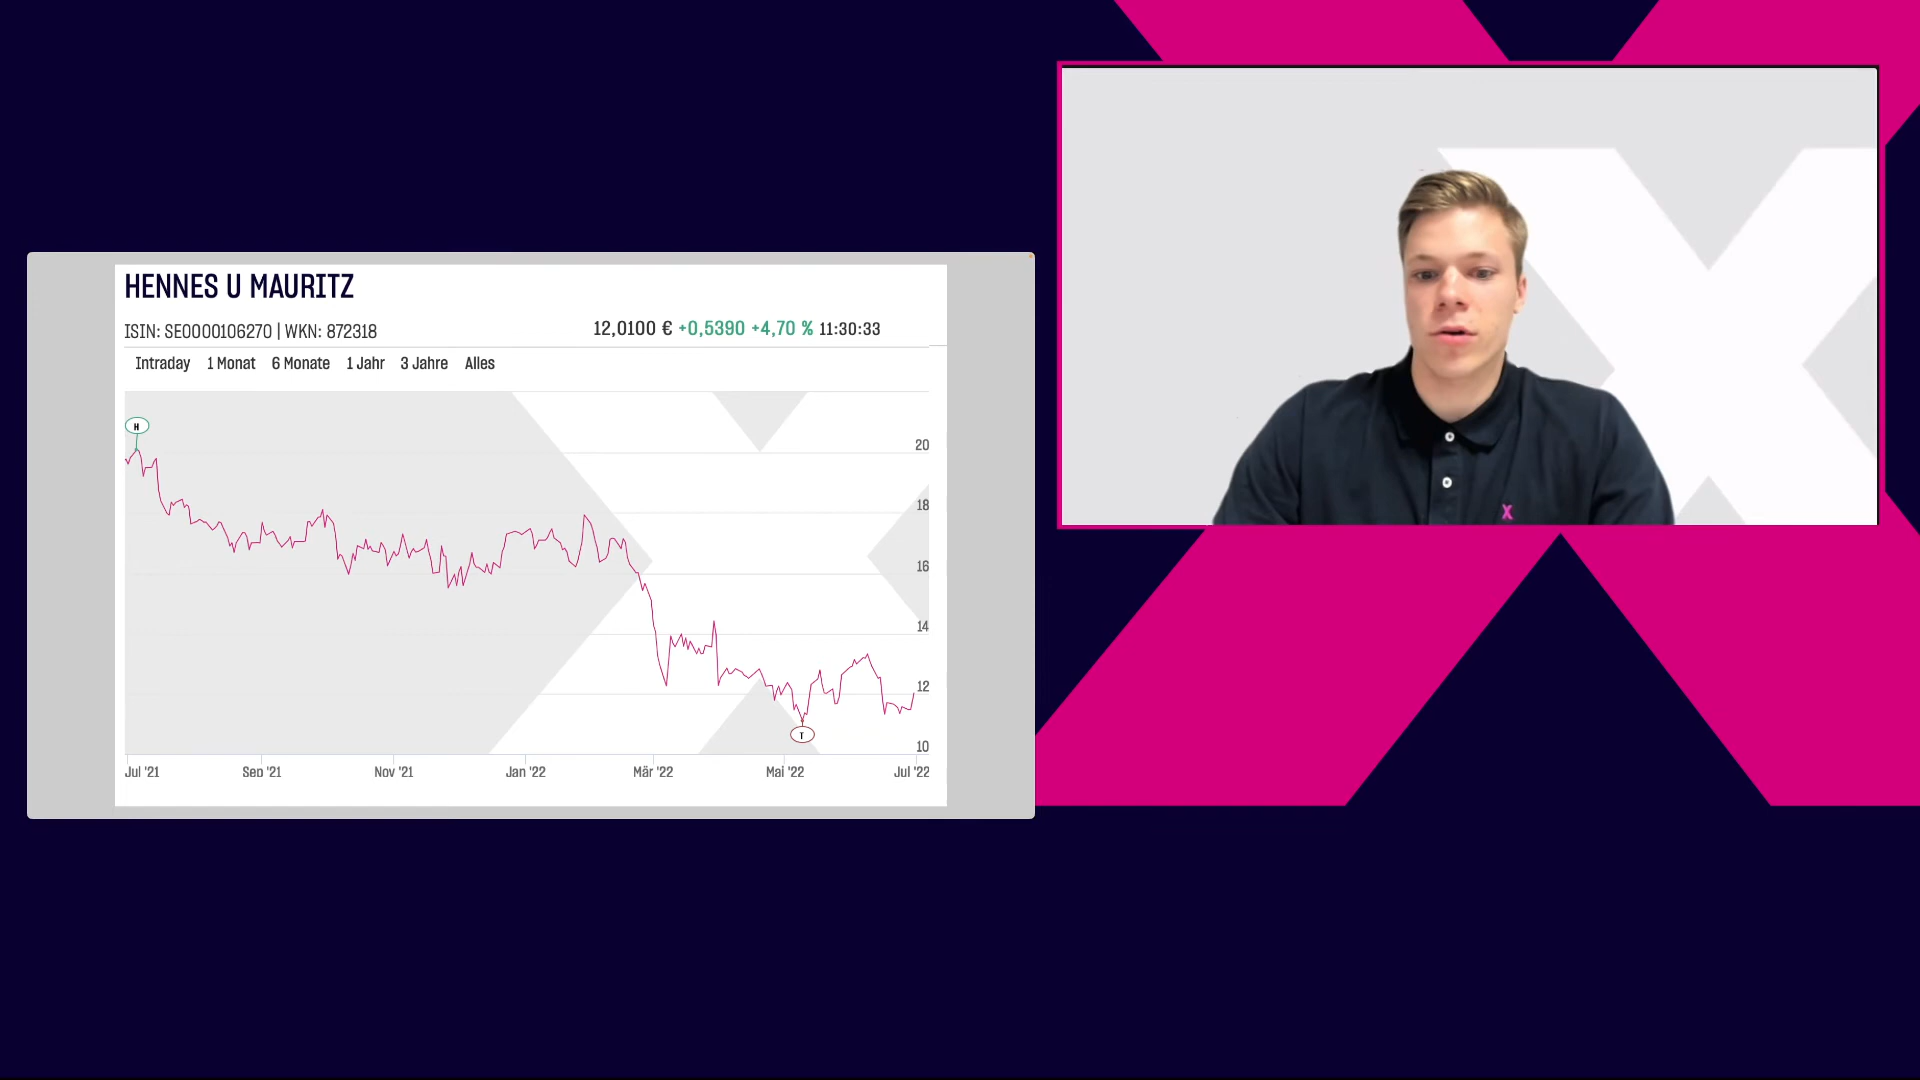 HENNES U MAURITZ
ISIN: SE0000106270 | WKN: 872318
12,0100 € +0,5390 +4,70 % 11:30:33
Intraday 1 Monat 6 Monate 1 Jahr 3 Jahre Alles
H
20
18
16
14
12
T
10
Jul '21 Sep '21 Nov '21 Jan '22 Mär '22 Mai '22 Jul '22
X